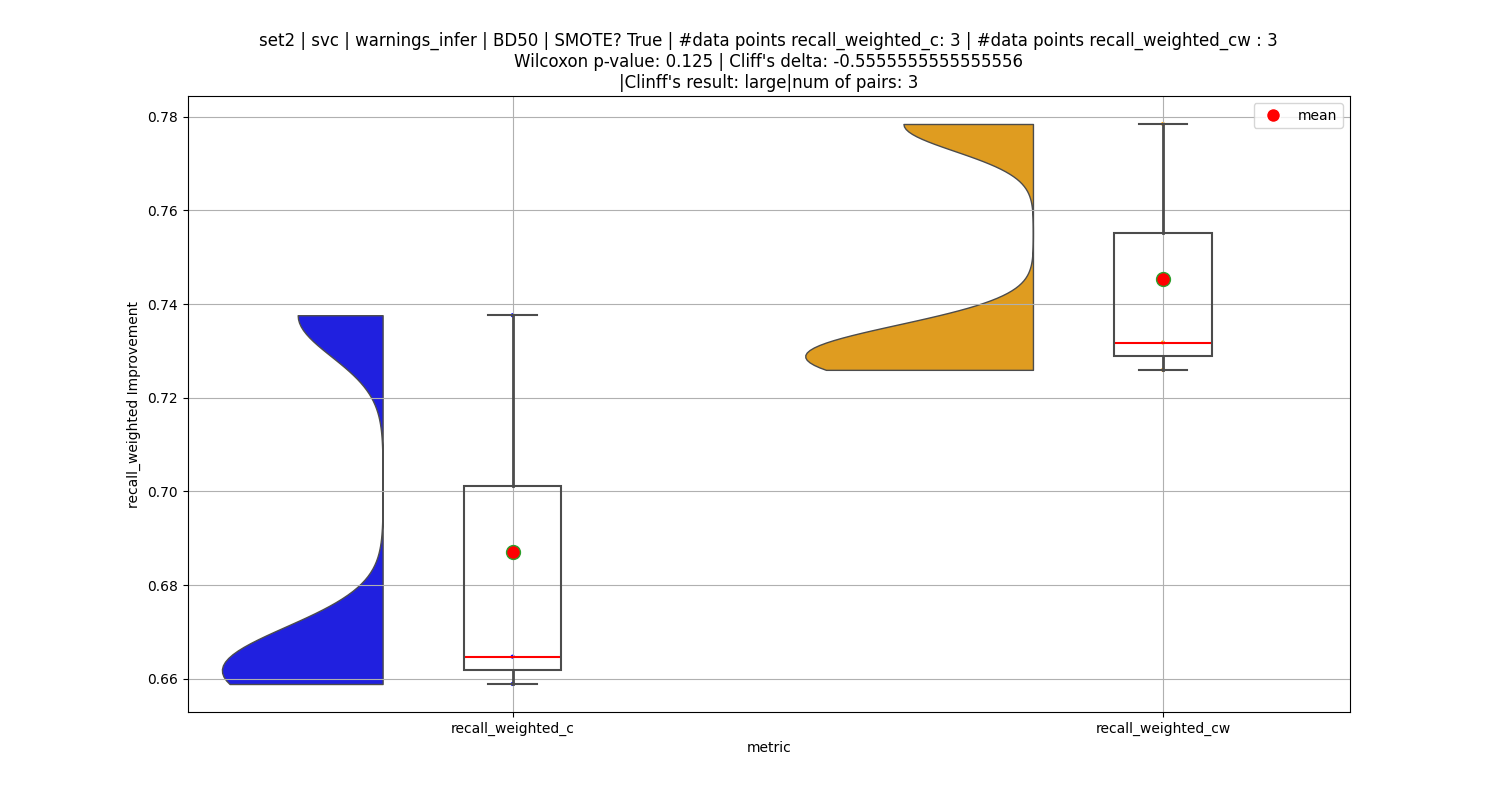 set2 | svc | warnings_infer | BD50 | SMOTE? True | #data points recall_weighted_c: 3 | #data points recall_weighted_cw : 3
Wilcoxon p-value: 0.125 | Cliff's delta: -0.5555555555555556
|Clinff's result: large|num of pairs: 3
mean
0.78
0.76
0.74
0.72
0.70
0.68
0.66
recall_weighted Improvement
recall_weighted_c
recall_weighted_cw
metric